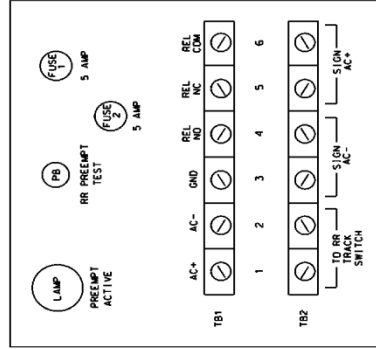 LAMP
PREEMPT
ACTIVE
PB
RR PREEMPT
TEST
FUSE
1
5 AMP
FUSE
2
5 AMP
AC+
AC-
GND
REL
NO
REL
NC
REL
COM
TB1
1
2
3
4
5
6
TB2
TO RR
TRACK
SWITCH
SIGN
AC-
SIGN
AC+